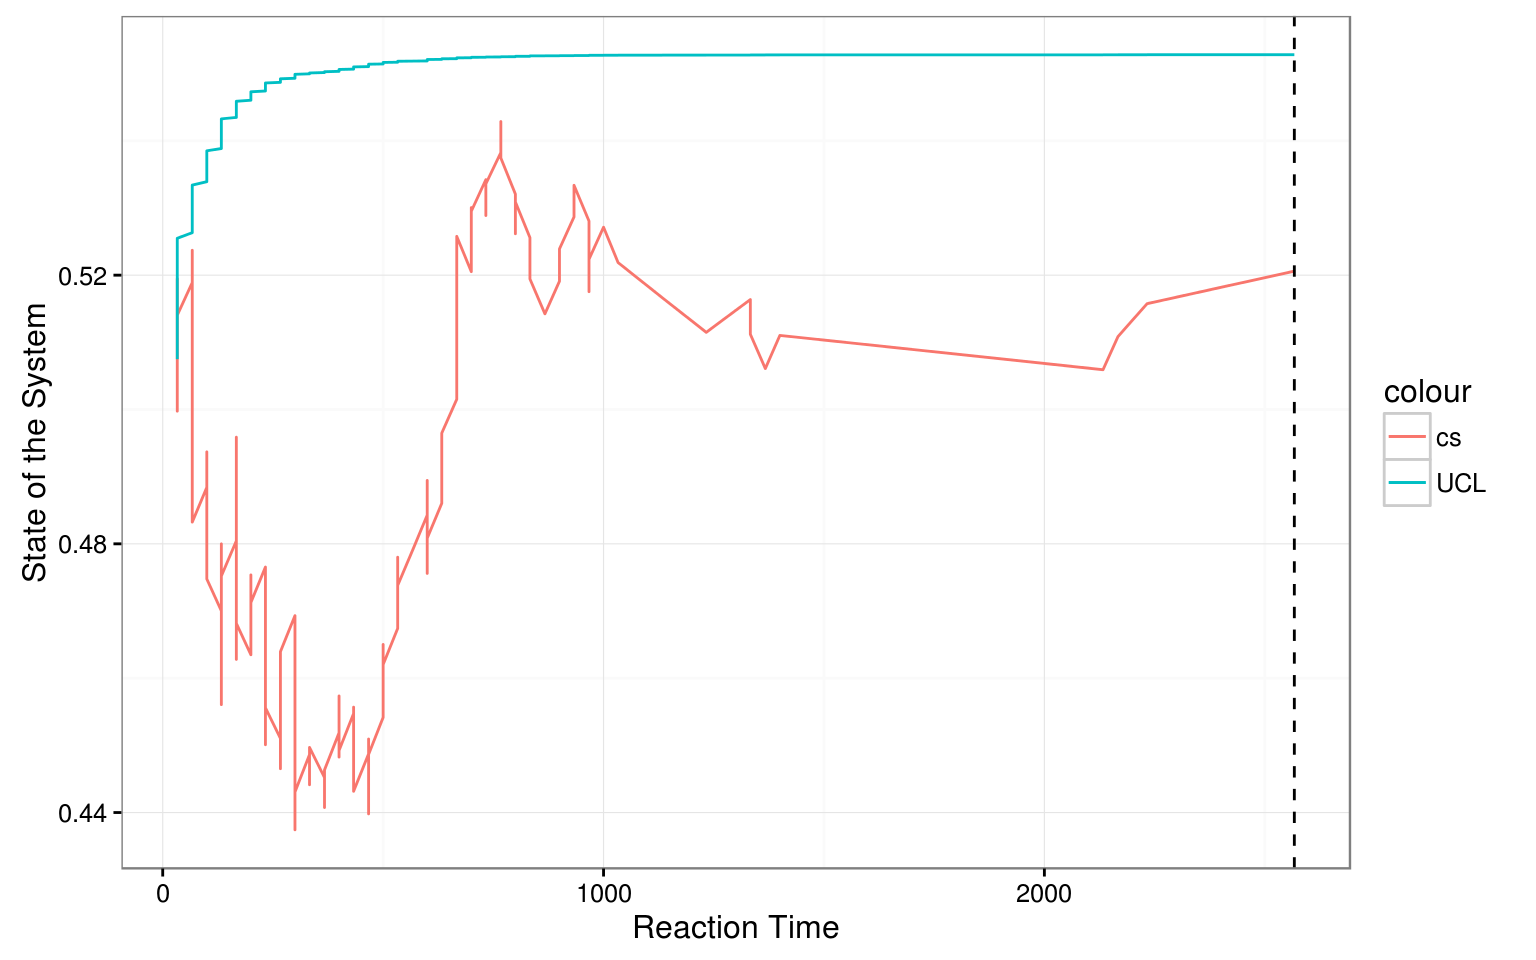 State of the System
0.52
0.48
0.44
0
1000
2000
Reaction Time
colour
cs
UCL